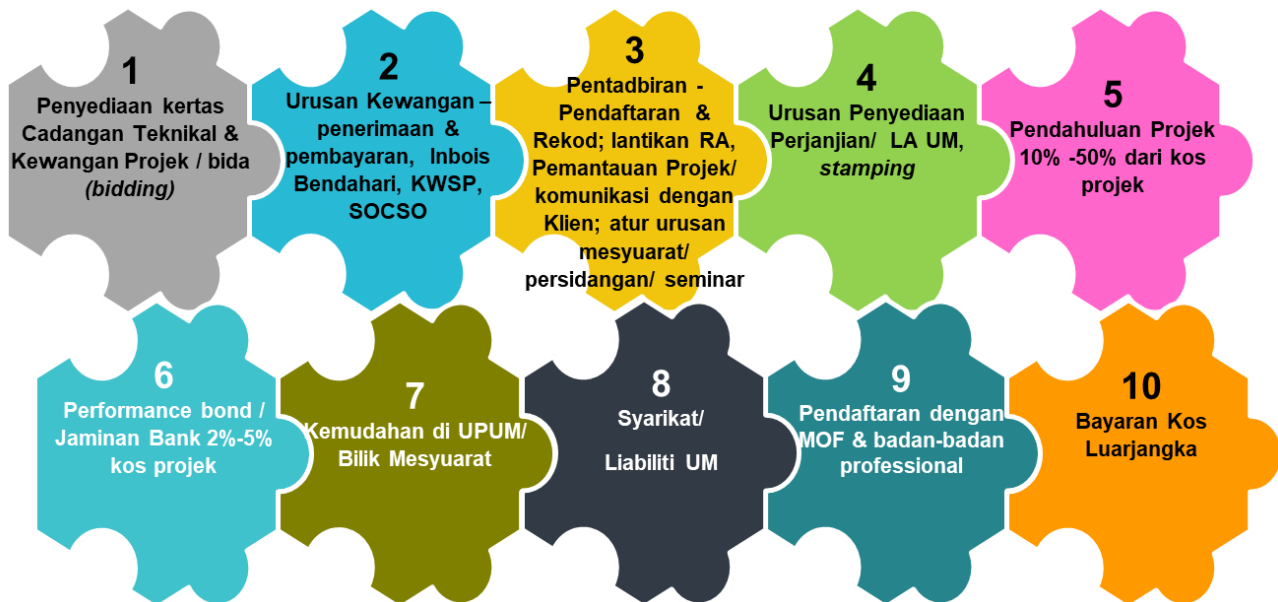 1
Penyediaan kertas
Cadangan Teknikal &
Kewangan Projek / bida
(bidding)
2
Urusan Kewangan –
penerimaan &
pembayaran, Inbois
Bendahari, KWSP,
SOCSO
3
Pentadbiran -
Pendaftaran &
Rekod; lantikan RA,
Pemantauan Projek/
komunikasi dengan
Klien; atur urusan
mesyuarat/
persidangan/ seminar
4
Urusan Penyediaan
Perjanjian/ LA UM,
stamping
5
Pendahuluan Projek
10% -50% dari kos
projek
6
Performance bond /
Jaminan Bank 2%-5%
kos projek
7
Kemudahan di UPUM/
Bilik Mesyuarat
8
Syarikat/
Liabiliti UM
9
Pendaftaran dengan
MOF & badan-badan
professional
10
Bayaran Kos
Luarjangka